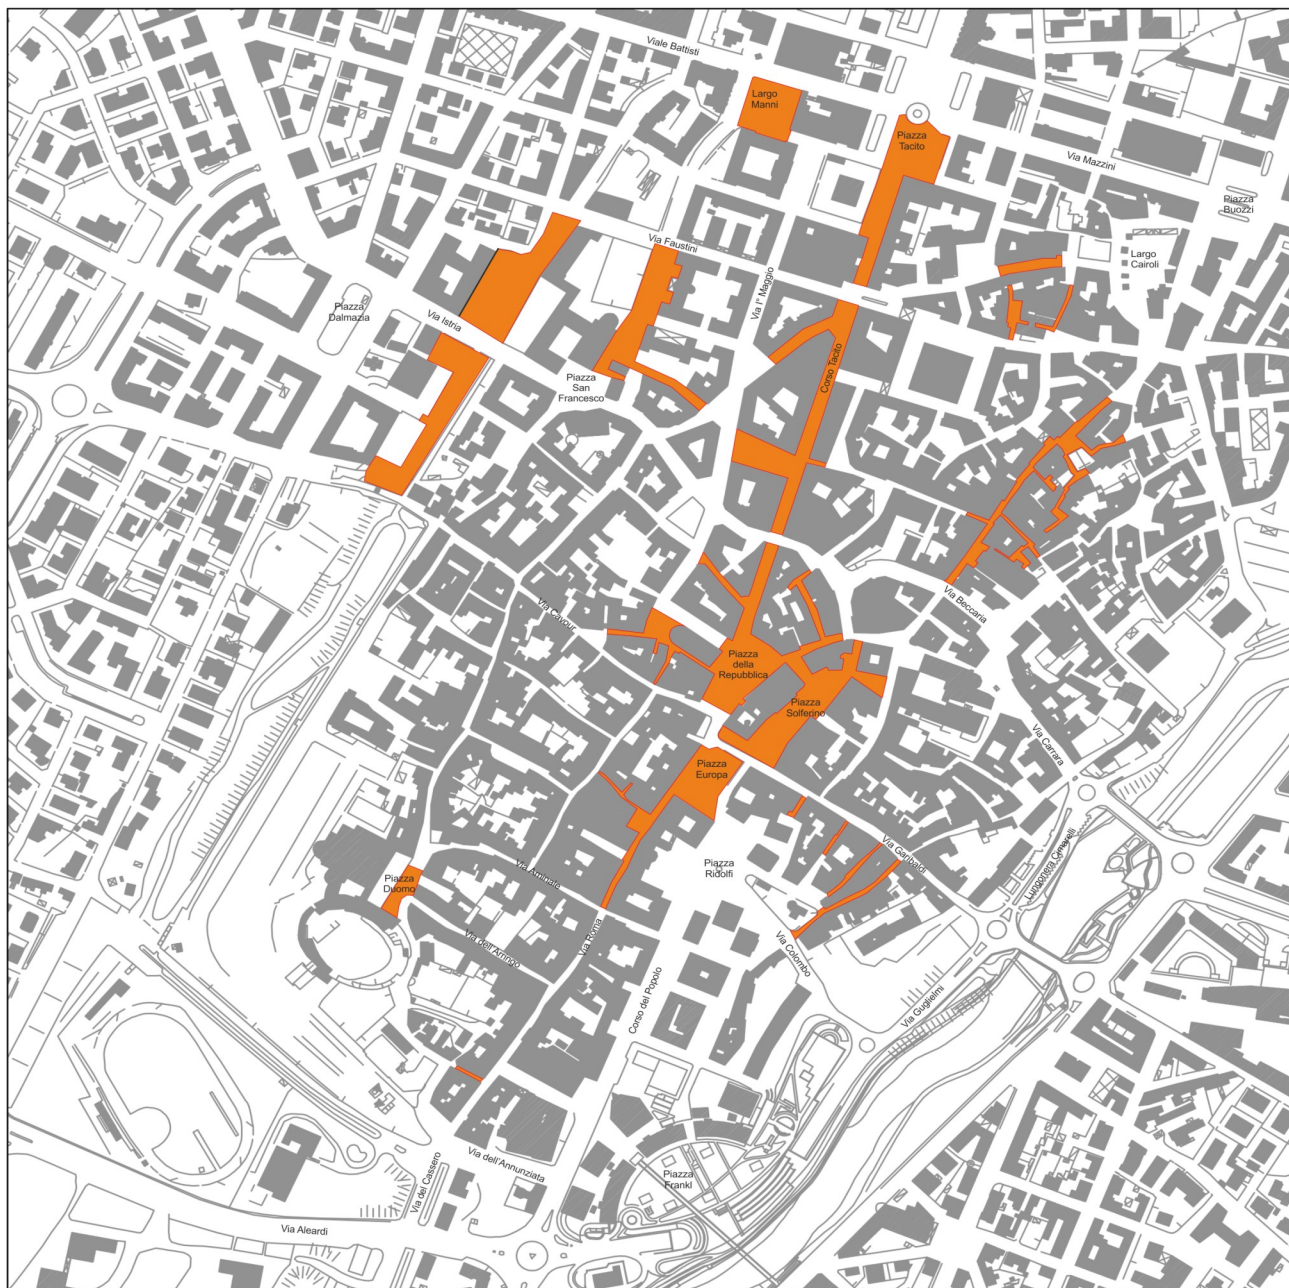 Viale Battisti
Largo
Manni
Piazza
Tacito
Via Mazzini
Piazza
Buozzi
Via Faustini
Largo
Cairoli
Via I° Maggio
Piazza
Dalmazia
Via Istria
Corso Tacito
Piazza
San
Francesco
Via Cavour
Via Beccaria
Piazza
della
Repubblica
Piazza
Solferino
Via Carrara
Piazza
Europa
Piazza
Ridolfi
Via Garibaldi
Lungonera Cimarelli
Piazza
Duomo
Via Aminale
Via dell'Arringo
Via Roma
Via Colombo
Corso del Popolo
Via Guglielmi
Via dell'Annunziata
Via del Cassero
Piazza
Frankl
Via Aleardi